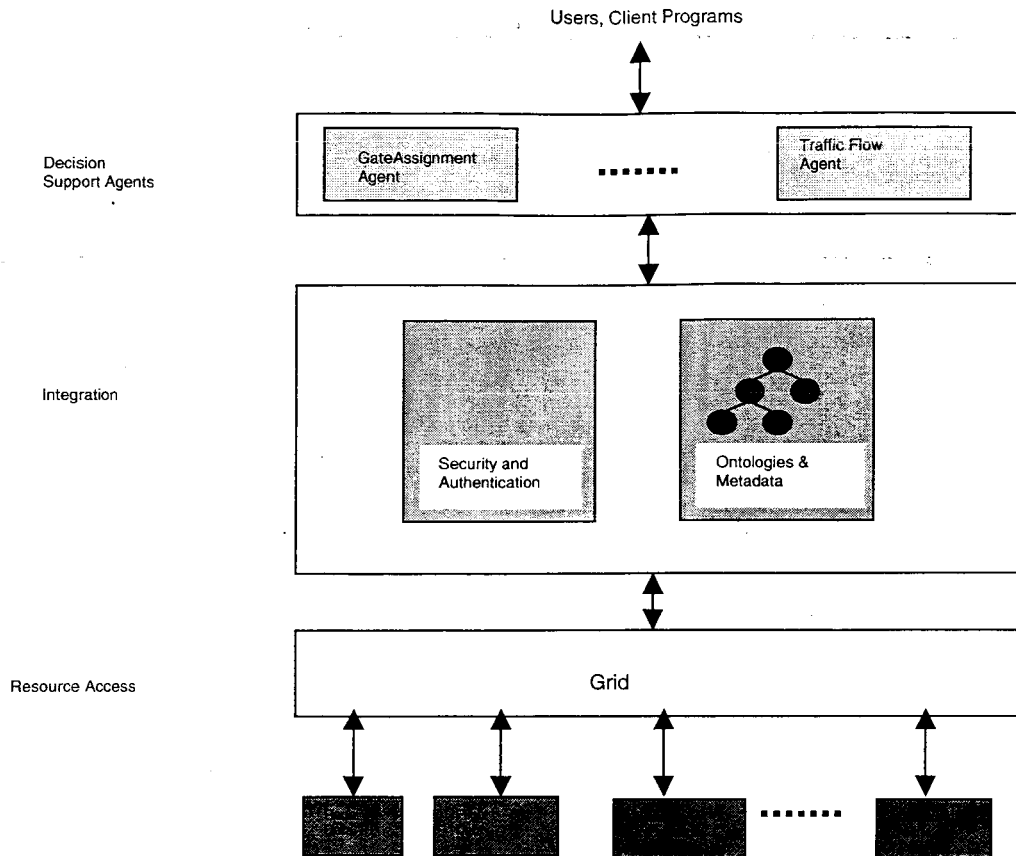 Users, Client Programs
Decision
Support Agents
GateAssignment
Agent
Traffic Flow
Agent
Integration
Security and
Authentication
Ontologies &
Metadata
Resource Access
Grid